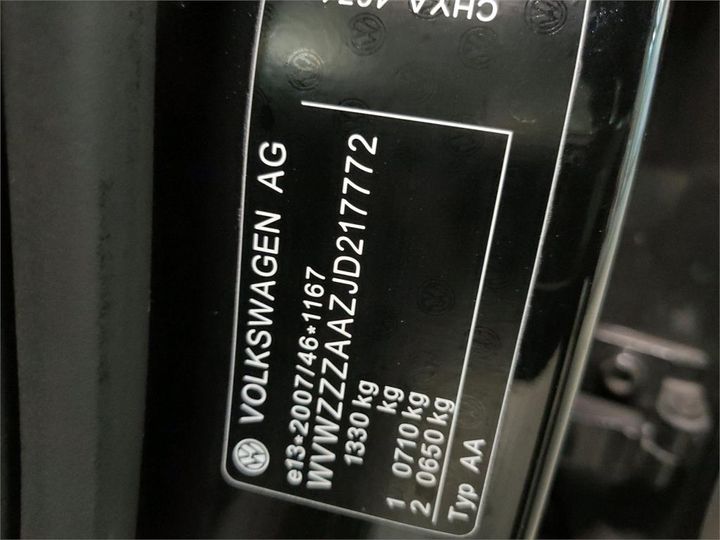 VOLKSWAGEN AG
e13*2007/46*1167
WVWZZZAAZJD217772
1330 kg
kg
1 0710 kg
2 0650 kg
Typ AA